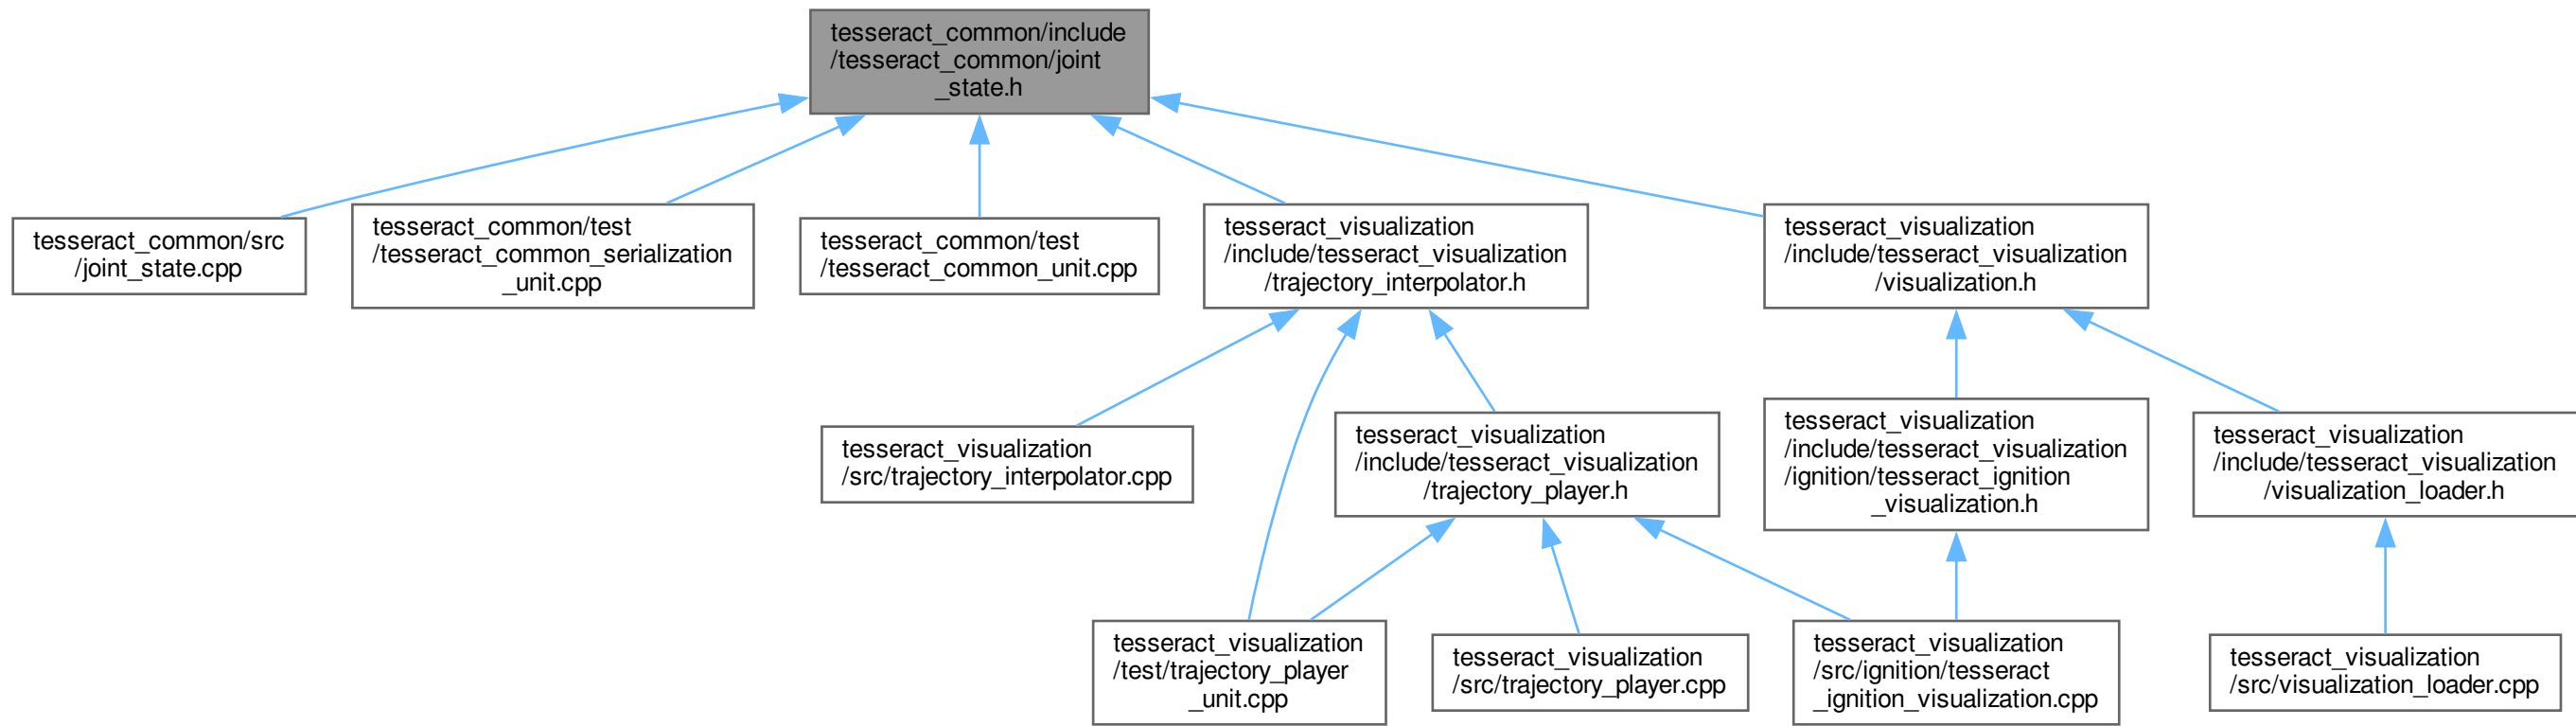 tesseract_common/include
/tesseract_common/joint
_state.h
tesseract_common/src
/joint_state.cpp
tesseract_common/test
/tesseract_common_serialization
_unit.cpp
tesseract_common/test
/tesseract_common_unit.cpp
tesseract_visualization
/include/tesseract_visualization
/trajectory_interpolator.h
tesseract_visualization
/include/tesseract_visualization
/visualization.h
tesseract_visualization
/src/trajectory_interpolator.cpp
tesseract_visualization
/include/tesseract_visualization
/trajectory_player.h
tesseract_visualization
/include/tesseract_visualization
/ignition/tesseract_ignition
_visualization.h
tesseract_visualization
/include/tesseract_visualization
/visualization_loader.h
tesseract_visualization
/test/trajectory_player
_unit.cpp
tesseract_visualization
/src/trajectory_player.cpp
tesseract_visualization
/src/ignition/tesseract
_ignition_visualization.cpp
tesseract_visualization
/src/visualization_loader.cpp